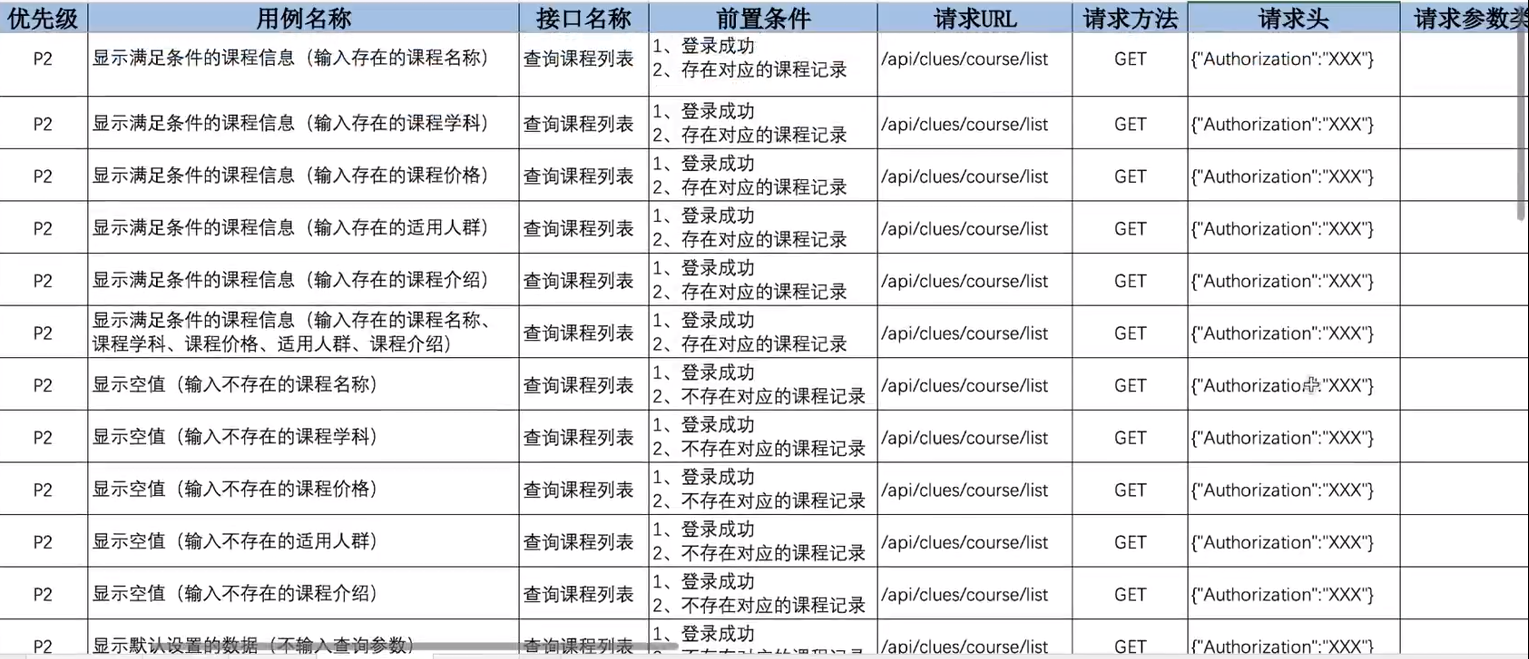 优先级 用例名称 接口名称 前置条件 请求URL 请求方法 请求头 请求参数类
P2 显示满足条件的课程信息（输入存在的课程名称） 查询课程列表 1、登录成功 /api/clues/course/list GET {"Authorization":"XXX"}
2、存在对应的课程记录
P2 显示满足条件的课程信息（输入存在的课程学科） 查询课程列表 1、登录成功 /api/clues/course/list GET {"Authorization":"XXX"}
2、存在对应的课程记录
P2 显示满足条件的课程信息（输入存在的课程价格） 查询课程列表 1、登录成功 /api/clues/course/list GET {"Authorization":"XXX"}
2、存在对应的课程记录
P2 显示满足条件的课程信息（输入存在的适用人群） 查询课程列表 1、登录成功 /api/clues/course/list GET {"Authorization":"XXX"}
2、存在对应的课程记录
P2 显示满足条件的课程信息（输入存在的课程介绍） 查询课程列表 1、登录成功 /api/clues/course/list GET {"Authorization":"XXX"}
2、存在对应的课程记录
P2 显示满足条件的课程信息（输入存在的课程名称、 查询课程列表 1、登录成功 /api/clues/course/list GET {"Authorization":"XXX"}
课程学科、课程价格、适用人群、课程介绍） 2、存在对应的课程记录
P2 显示空值（输入不存在的课程名称） 查询课程列表 1、登录成功 /api/clues/course/list GET {"Authorization":"XXX"}
2、不存在对应的课程记录
P2 显示空值（输入不存在的课程学科） 查询课程列表 1、登录成功 /api/clues/course/list GET {"Authorization":"XXX"}
2、不存在对应的课程记录
P2 显示空值（输入不存在的课程价格） 查询课程列表 1、登录成功 /api/clues/course/list GET {"Authorization":"XXX"}
2、不存在对应的课程记录
P2 显示空值（输入不存在的适用人群） 查询课程列表 1、登录成功 /api/clues/course/list GET {"Authorization":"XXX"}
2、不存在对应的课程记录
P2 显示空值（输入不存在的课程介绍） 查询课程列表 1、登录成功 /api/clues/course/list GET {"Authorization":"XXX"}
2、不存在对应的课程记录
P2 显示默认设置的数据（不输入查询参数） 查询课程列表 1、登录成功 /api/clues/course/list GET {"Authorization":"XXX"}